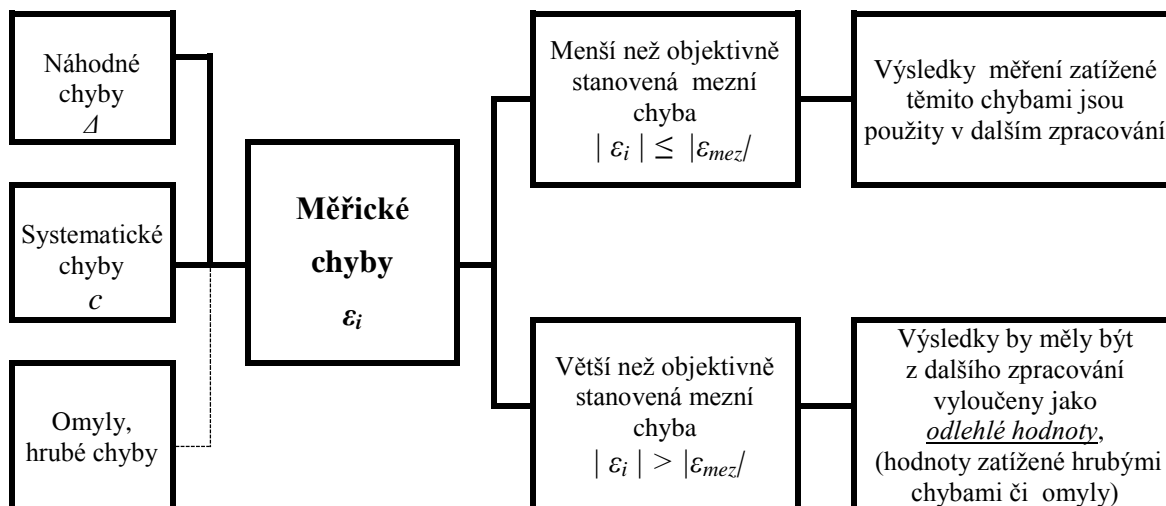 Náhodné
chyby
Δ
Systematické
chyby
c
Omyly,
hrubé chyby
Měřické
chyby
εi
Menší než objektivně
stanovená mezní
chyba
| εi | ≤ |εmez/
Výsledky měření zatížené
těmito chybami jsou
použity v dalším zpracování
Větší než objektivně
stanovená mezní
chyba
| εi | > |εmez/
Výsledky by měly být
z dalšího zpracování
vyloučeny jako
odlehlé hodnoty,
(hodnoty zatížené hrubými
chybami či omyly)